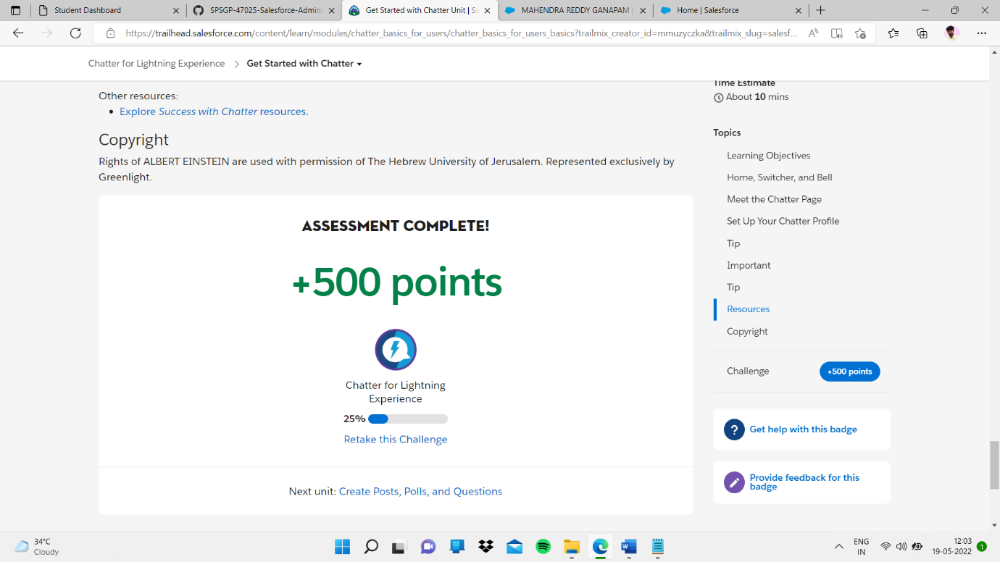 Student Dashboard
SPSGP-47025-Salesforce-Admini
Get Started with Chatter Unit | Sa
MAHENDRA REDDY GANAPAM |
Home | Salesforce
https://trailhead.salesforce.com/content/learn/modules/chatter_basics_for_users/chatter_basics_for_users_basics?trailmix_creator_id=mmuzyczka&trailmix_slug=salesf...
Chatter for Lightning Experience
Get Started with Chatter
Other resources:
Explore Success with Chatter resources.
Copyright
Rights of ALBERT EINSTEIN are used with permission of The Hebrew University of Jerusalem. Represented exclusively by
Greenlight.
ASSESSMENT COMPLETE!
+500 points
Chatter for Lightning
Experience
25%
Retake this Challenge
Next unit: Create Posts, Polls, and Questions
Time Estimate
About 10 mins
Topics
Learning Objectives
Home, Switcher, and Bell
Meet the Chatter Page
Set Up Your Chatter Profile
Tip
Important
Tip
Resources
Copyright
Challenge
+500 points
? Get help with this badge
Provide feedback for this
badge
34°C
Cloudy
ENG
IN
12:03
19-05-2022
1